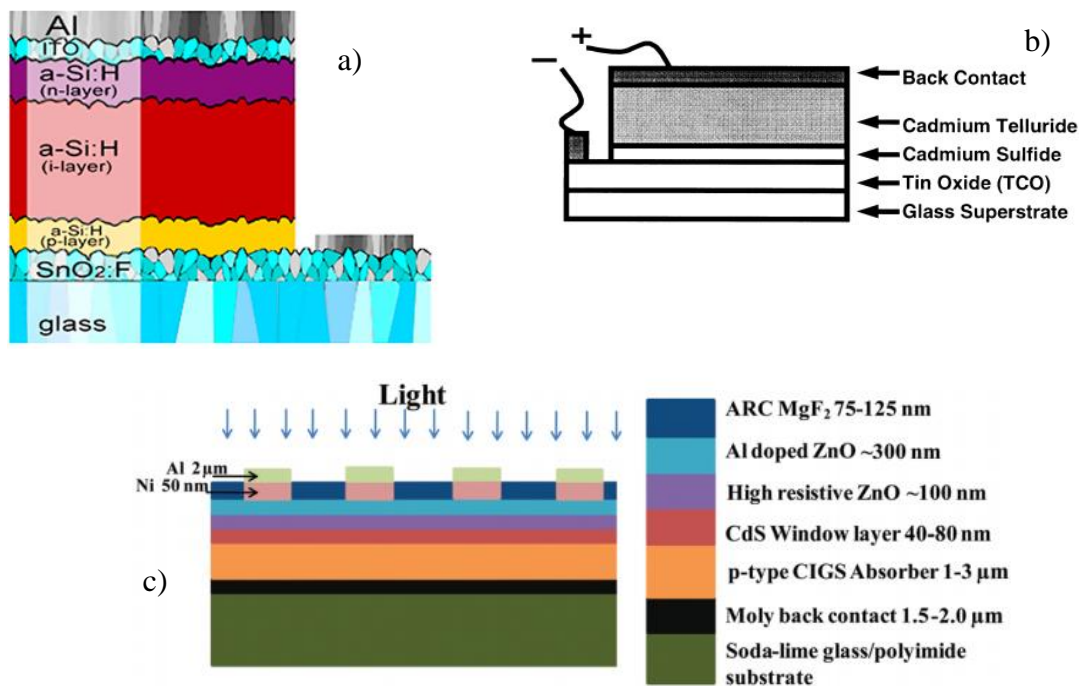 Al
ITO
a-Si:H
(n-layer)
a-Si:H
(i-layer)
a-Si:H
(p-layer)
SnO2:F
glass
a)
b)
+
−
Back Contact
Cadmium Telluride
Cadmium Sulfide
Tin Oxide (TCO)
Glass Superstrate
c)
Light
Al 2µm
Ni 50 nm
ARC MgF₂ 75-125 nm
Al doped ZnO ~300 nm
High resistive ZnO ~100 nm
CdS Window layer 40-80 nm
p-type CIGS Absorber 1-3 µm
Moly back contact 1.5-2.0 µm
Soda-lime glass/polyimide
substrate